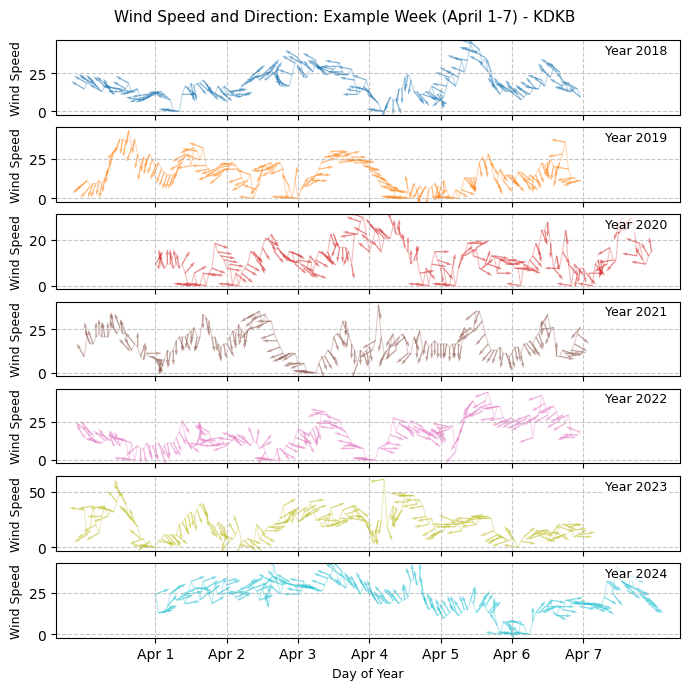 Wind Speed and Direction: Example Week (April 1-7) - KDKB
Wind Speed
25
0
Year 2018
Wind Speed
25
0
Year 2019
Wind Speed
20
0
Year 2020
Wind Speed
25
0
Year 2021
Wind Speed
25
0
Year 2022
Wind Speed
50
0
Year 2023
Wind Speed
25
0
Year 2024
Apr 1 Apr 2 Apr 3 Apr 4 Apr 5 Apr 6 Apr 7
Day of Year